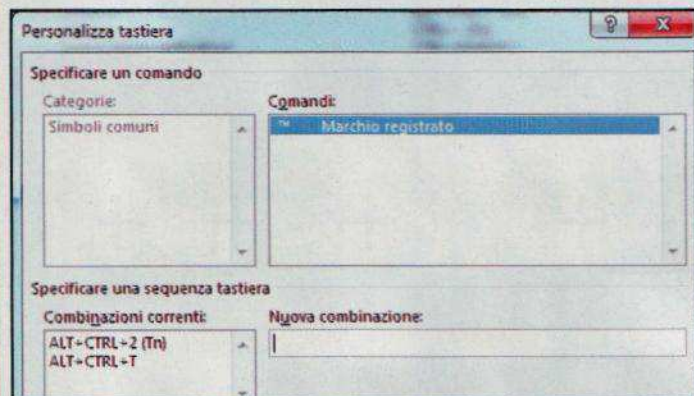 Personalizza tastiera
Specificare un comando
Categorie:
Comandi:
Simboli comuni
™ Marchio registrato
Specificare una sequenza tastiera
Combinazioni correnti:
Nuova combinazione:
ALT+CTRL+2 (Tn)
ALT+CTRL+T